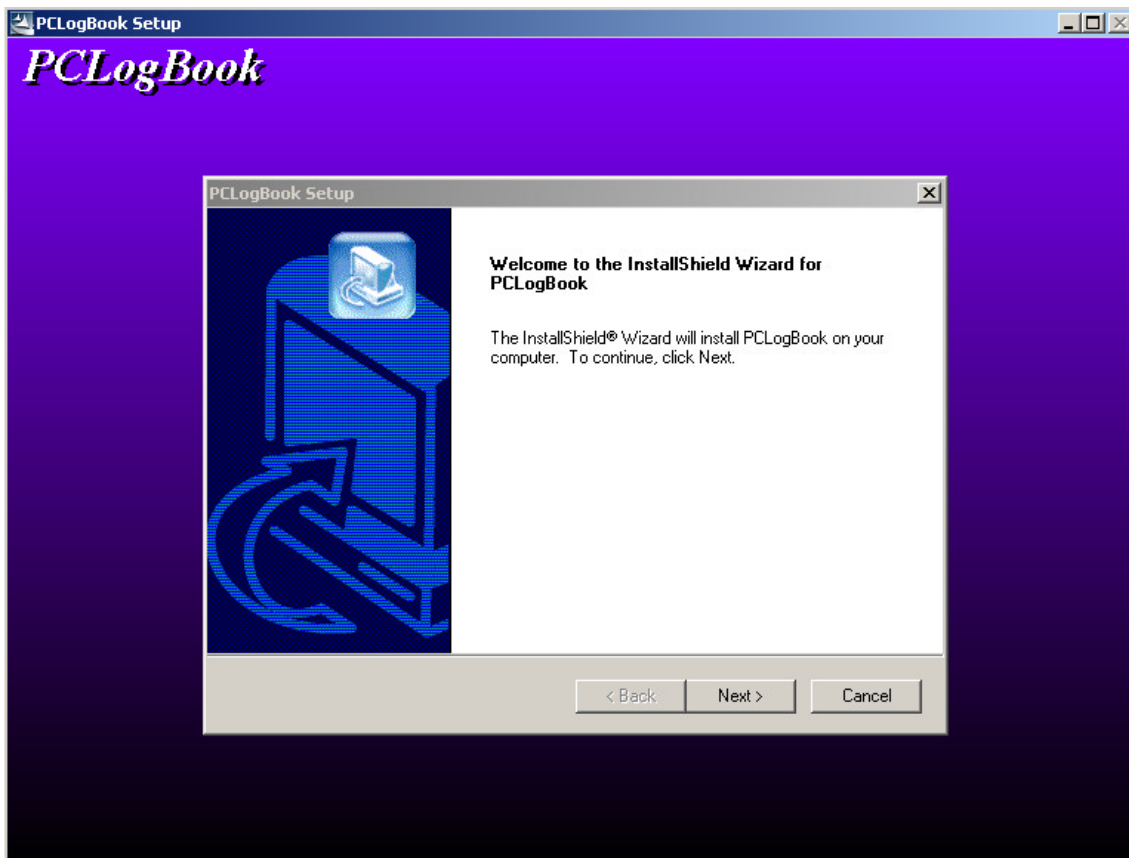 PCLogBook Setup
PCLogBook
PCLogBook Setup
Welcome to the InstallShield Wizard for
PCLogBook
The InstallShield® Wizard will install PCLogBook on your
computer.  To continue, click Next.
< Back
Next >
Cancel